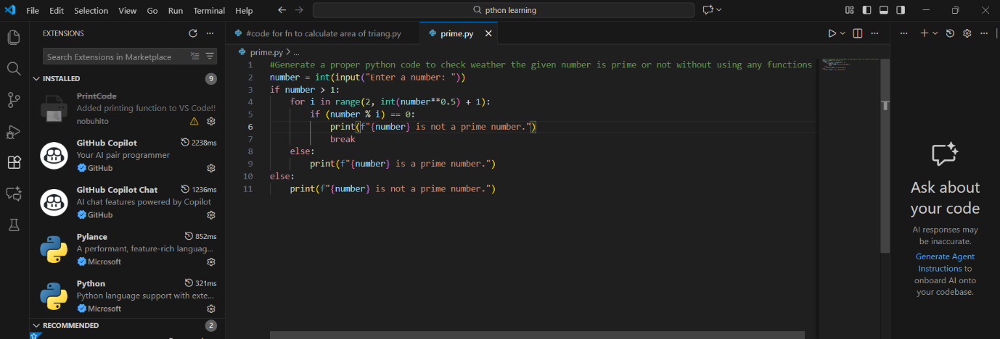 File Edit Selection View Go Run Terminal Help
pthon learning
EXTENSIONS
Search Extensions in Marketplace
INSTALLED 9
PrintCode
Added printing function to VS Code!!
nobuhito
GitHub Copilot 2238ms
Your AI pair programmer
GitHub
GitHub Copilot Chat 1236ms
AI chat features powered by Copilot
GitHub
Pylance 852ms
A performant, feature-rich languag...
Microsoft
Python 321ms
Python language support with exte...
Microsoft
RECOMMENDED 2
#code for fn to calculate area of triang.py
prime.py
prime.py > ...
1 #Generate a proper python code to check weather the given number is prime or not without using any functions
2 number = int(input("Enter a number: "))
3 if number > 1:
4 for i in range(2, int(number**0.5) + 1):
5 if (number % i) == 0:
6 print(f"{number} is not a prime number.")
7 break
8 else:
9 print(f"{number} is a prime number.")
10 else:
11 print(f"{number} is not a prime number.")
Ask about
your code
AI responses may
be inaccurate.
Generate Agent
Instructions to
onboard AI onto
your codebase.